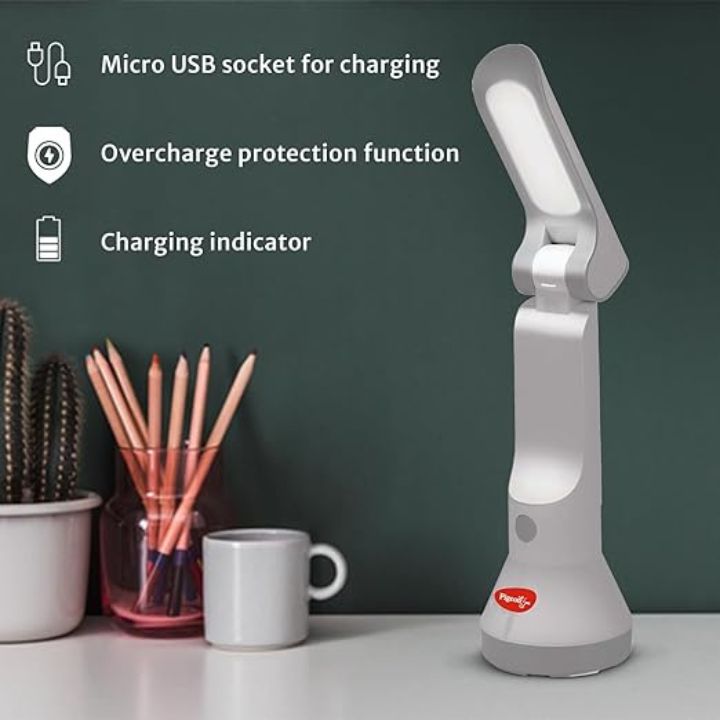 Micro USB socket for charging
Overcharge protection function
Charging indicator
Pigeon